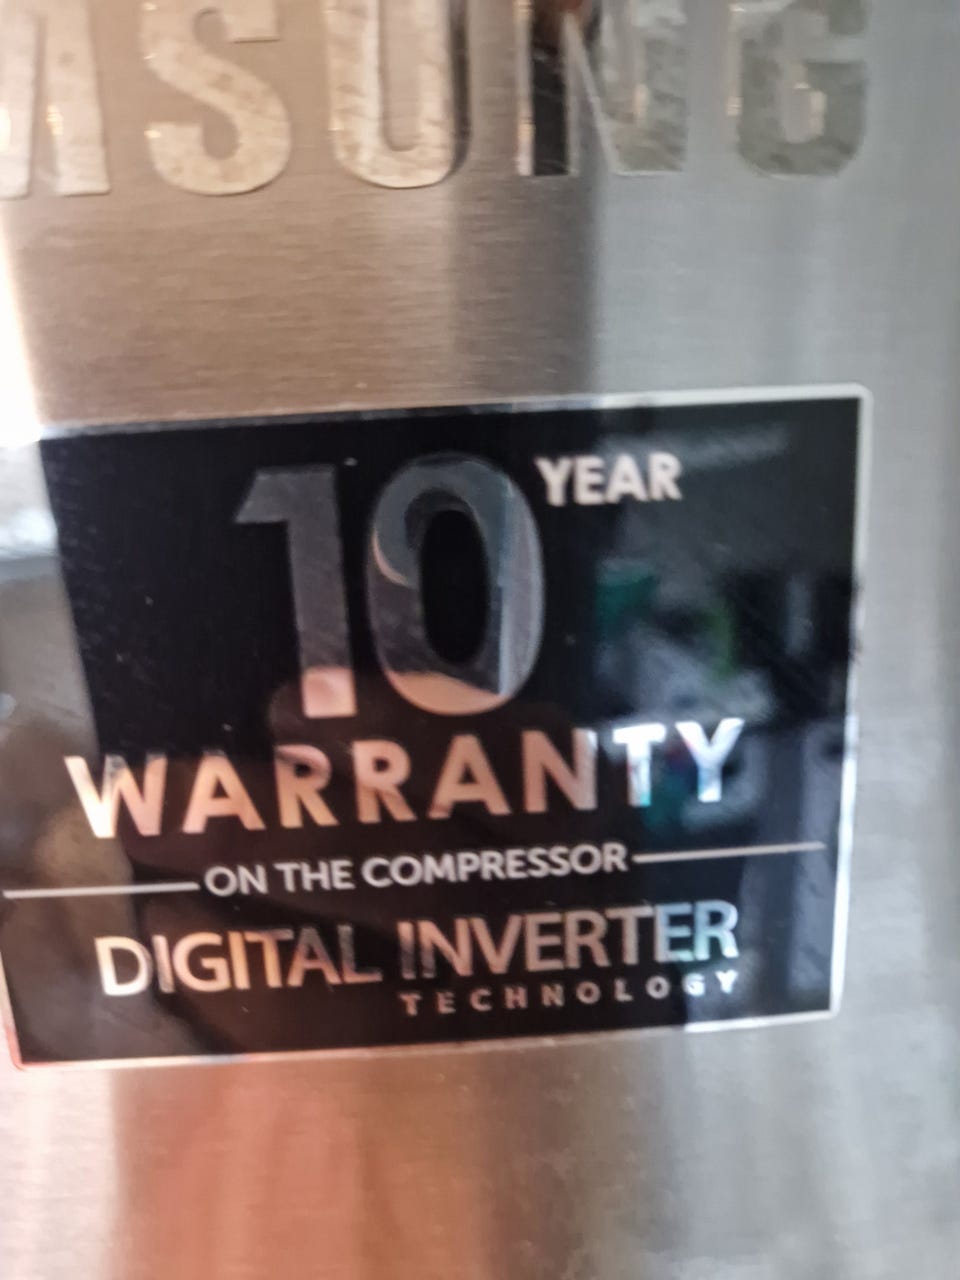 MSUNG
10 YEAR
WARRANTY
ON THE COMPRESSOR
DIGITAL INVERTER
TECHNOLOGY